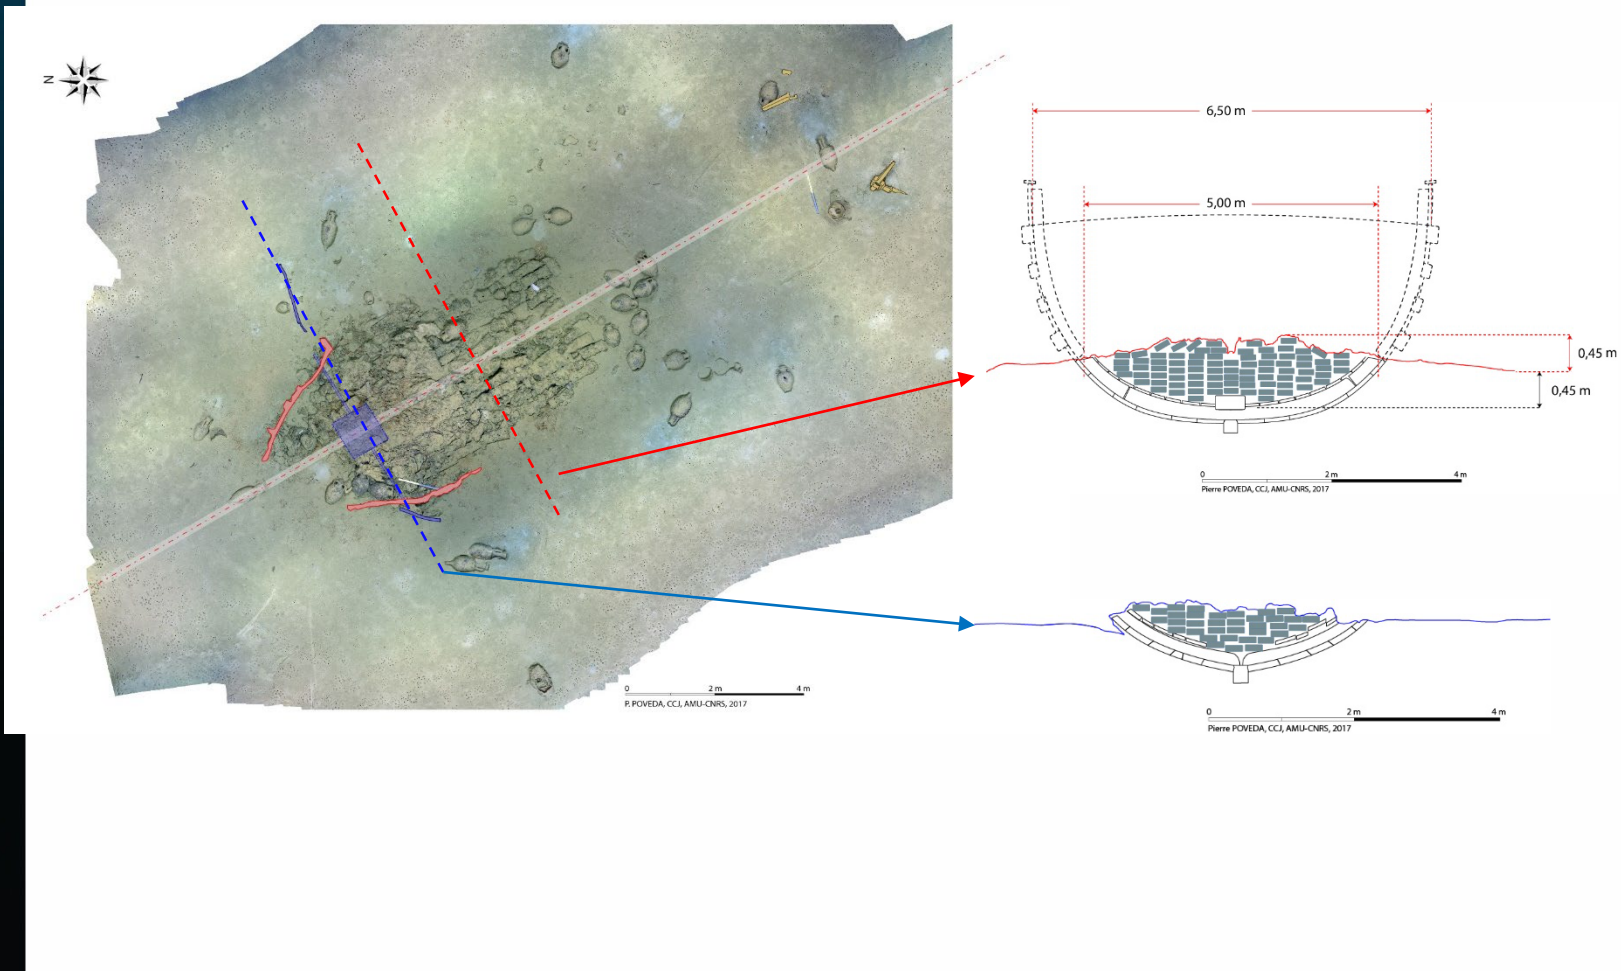 N
0 2 m 4 m
P. POVEDA, CCJ, AMU-CNRS, 2017
6,50 m
5,00 m
0,45 m
0,45 m
0 2 m 4 m
Pierre POVEDA, CCJ, AMU-CNRS, 2017
0 2 m 4 m
Pierre POVEDA, CCJ, AMU-CNRS, 2017